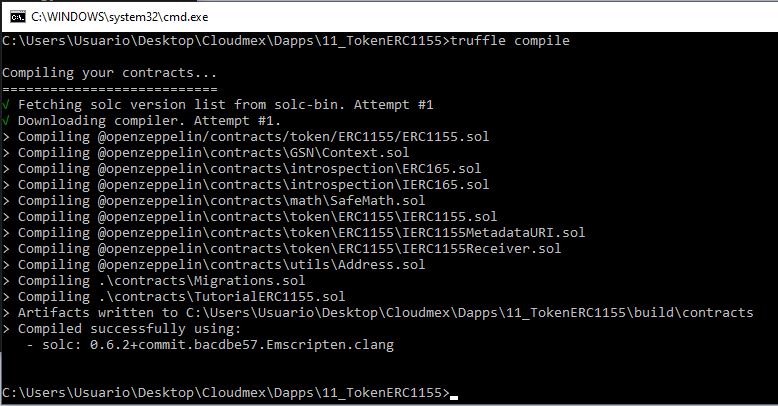 C:\WINDOWS\system32\cmd.exe
C:\Users\Usuario\Desktop\Cloudmex\Dapps\11_TokenERC1155>truffle compile
Compiling your contracts...
===========================
√ Fetching solc version list from solc-bin. Attempt #1
√ Downloading compiler. Attempt #1.
> Compiling @openzeppelin/contracts/token/ERC1155/ERC1155.sol
> Compiling @openzeppelin\contracts\GSN\Context.sol
> Compiling @openzeppelin\contracts\introspection\ERC165.sol
> Compiling @openzeppelin\contracts\introspection\IERC165.sol
> Compiling @openzeppelin\contracts\math\SafeMath.sol
> Compiling @openzeppelin\contracts\token\ERC1155\IERC1155.sol
> Compiling @openzeppelin\contracts\token\ERC1155\IERC1155MetadataURI.sol
> Compiling @openzeppelin\contracts\token\ERC1155\IERC1155Receiver.sol
> Compiling @openzeppelin\contracts\utils\Address.sol
> Compiling .\contracts\Migrations.sol
> Compiling .\contracts\TutorialERC1155.sol
> Artifacts written to C:\Users\Usuario\Desktop\Cloudmex\Dapps\11_TokenERC1155\build\contracts
> Compiled successfully using:
   - solc: 0.6.2+commit.bacdbe57.Emscripten.clang
C:\Users\Usuario\Desktop\Cloudmex\Dapps\11_TokenERC1155>